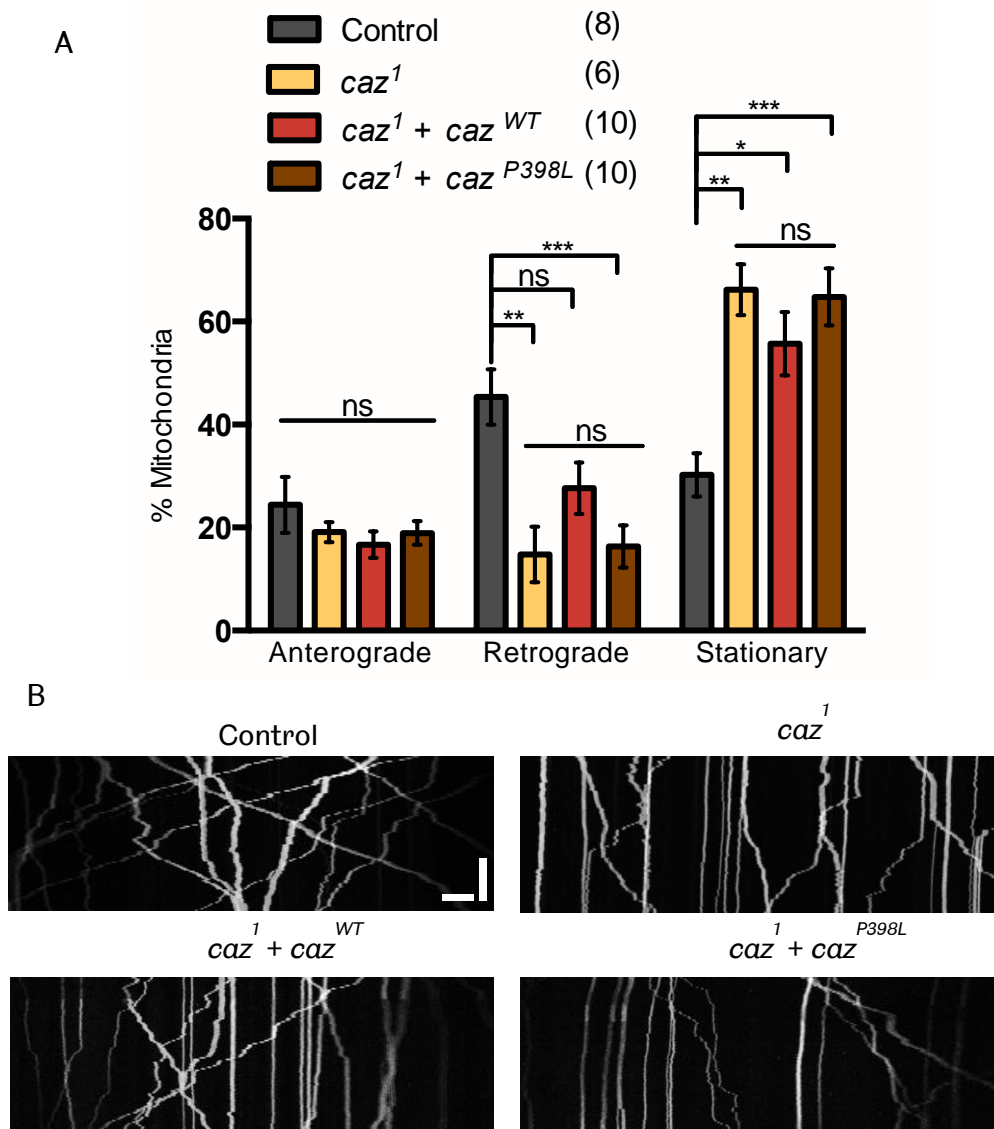 A
Control (8)
caz¹ (6)
caz¹ + caz ᵂᵀ (10)
caz¹ + caz ᴾ³⁹⁸ᴸ (10)
***
*
**
ns
***
ns
**
ns
ns
80
60
40
20
0
% Mitochondria
Anterograde Retrograde Stationary
B
Control caz¹
caz¹ + caz ᵂᵀ caz¹ + caz ᴾ³⁹⁸ᴸ